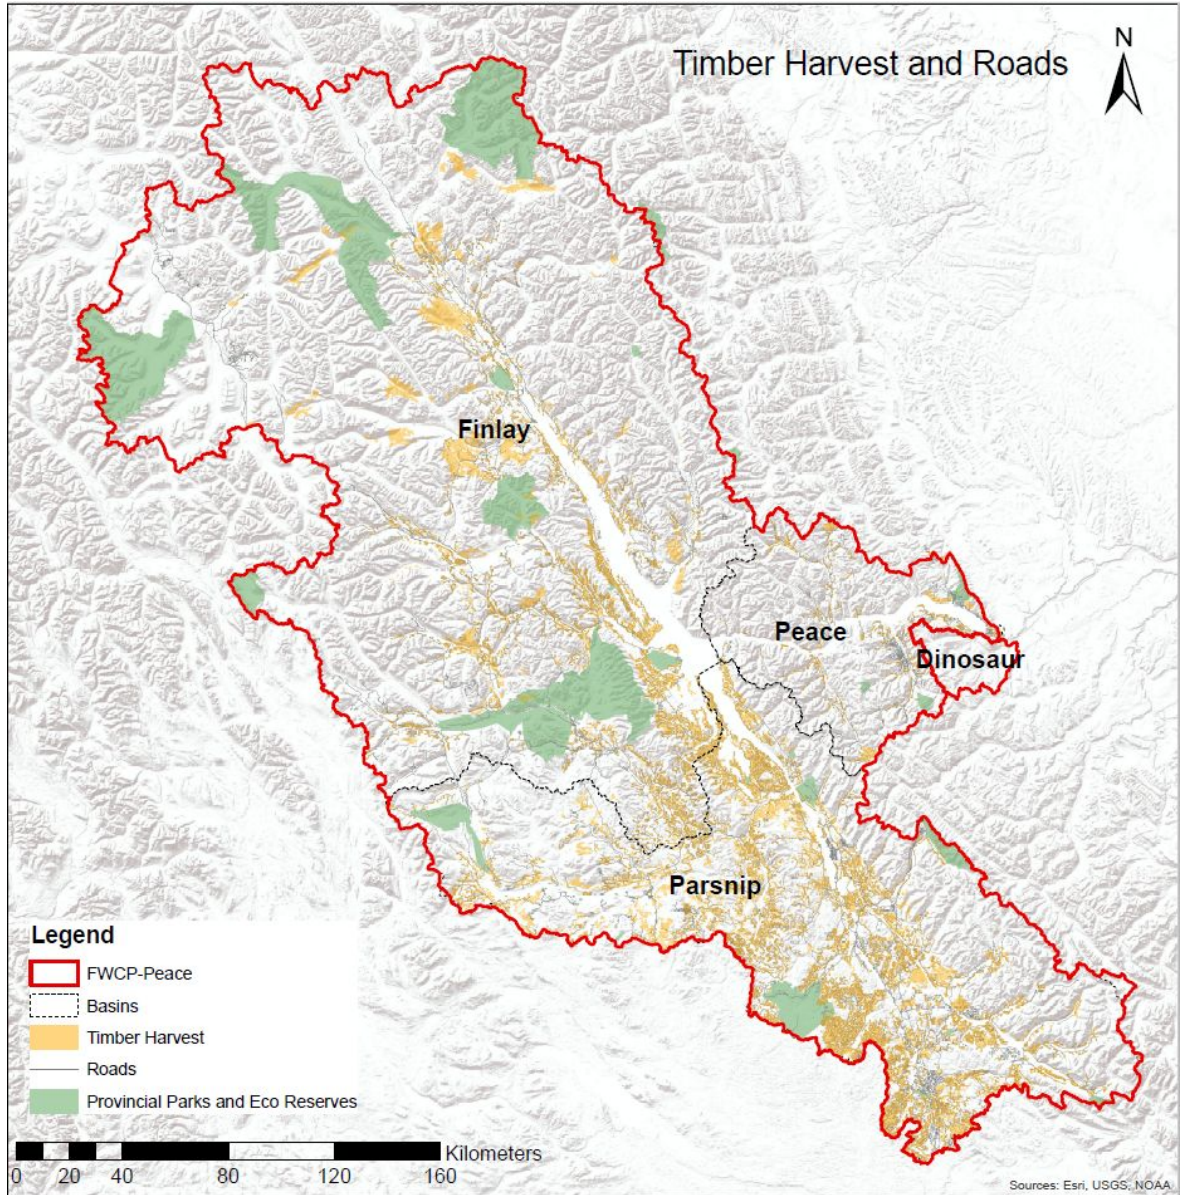 Timber Harvest and Roads
N
Finlay
Peace
Dinosaur
Parsnip
Legend
FWCP-Peace
Basins
Timber Harvest
Roads
Provincial Parks and Eco Reserves
Kilometers
0 20 40 80 120 160
Sources: Esri, USGS, NOAA